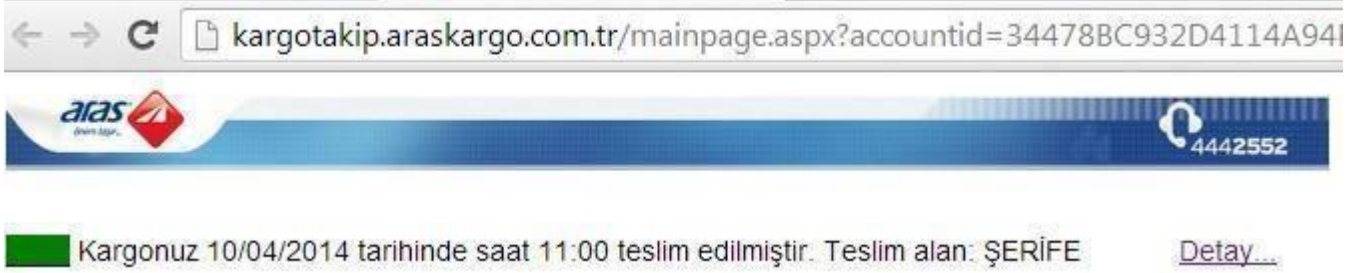 kargotakip.araskargo.com.tr/mainpage.aspx?accountid=34478BC932D4114A94
aras
4442552
Kargonuz 10/04/2014 tarihinde saat 11:00 teslim edilmiştir. Teslim alan: ŞERİFE Detay...